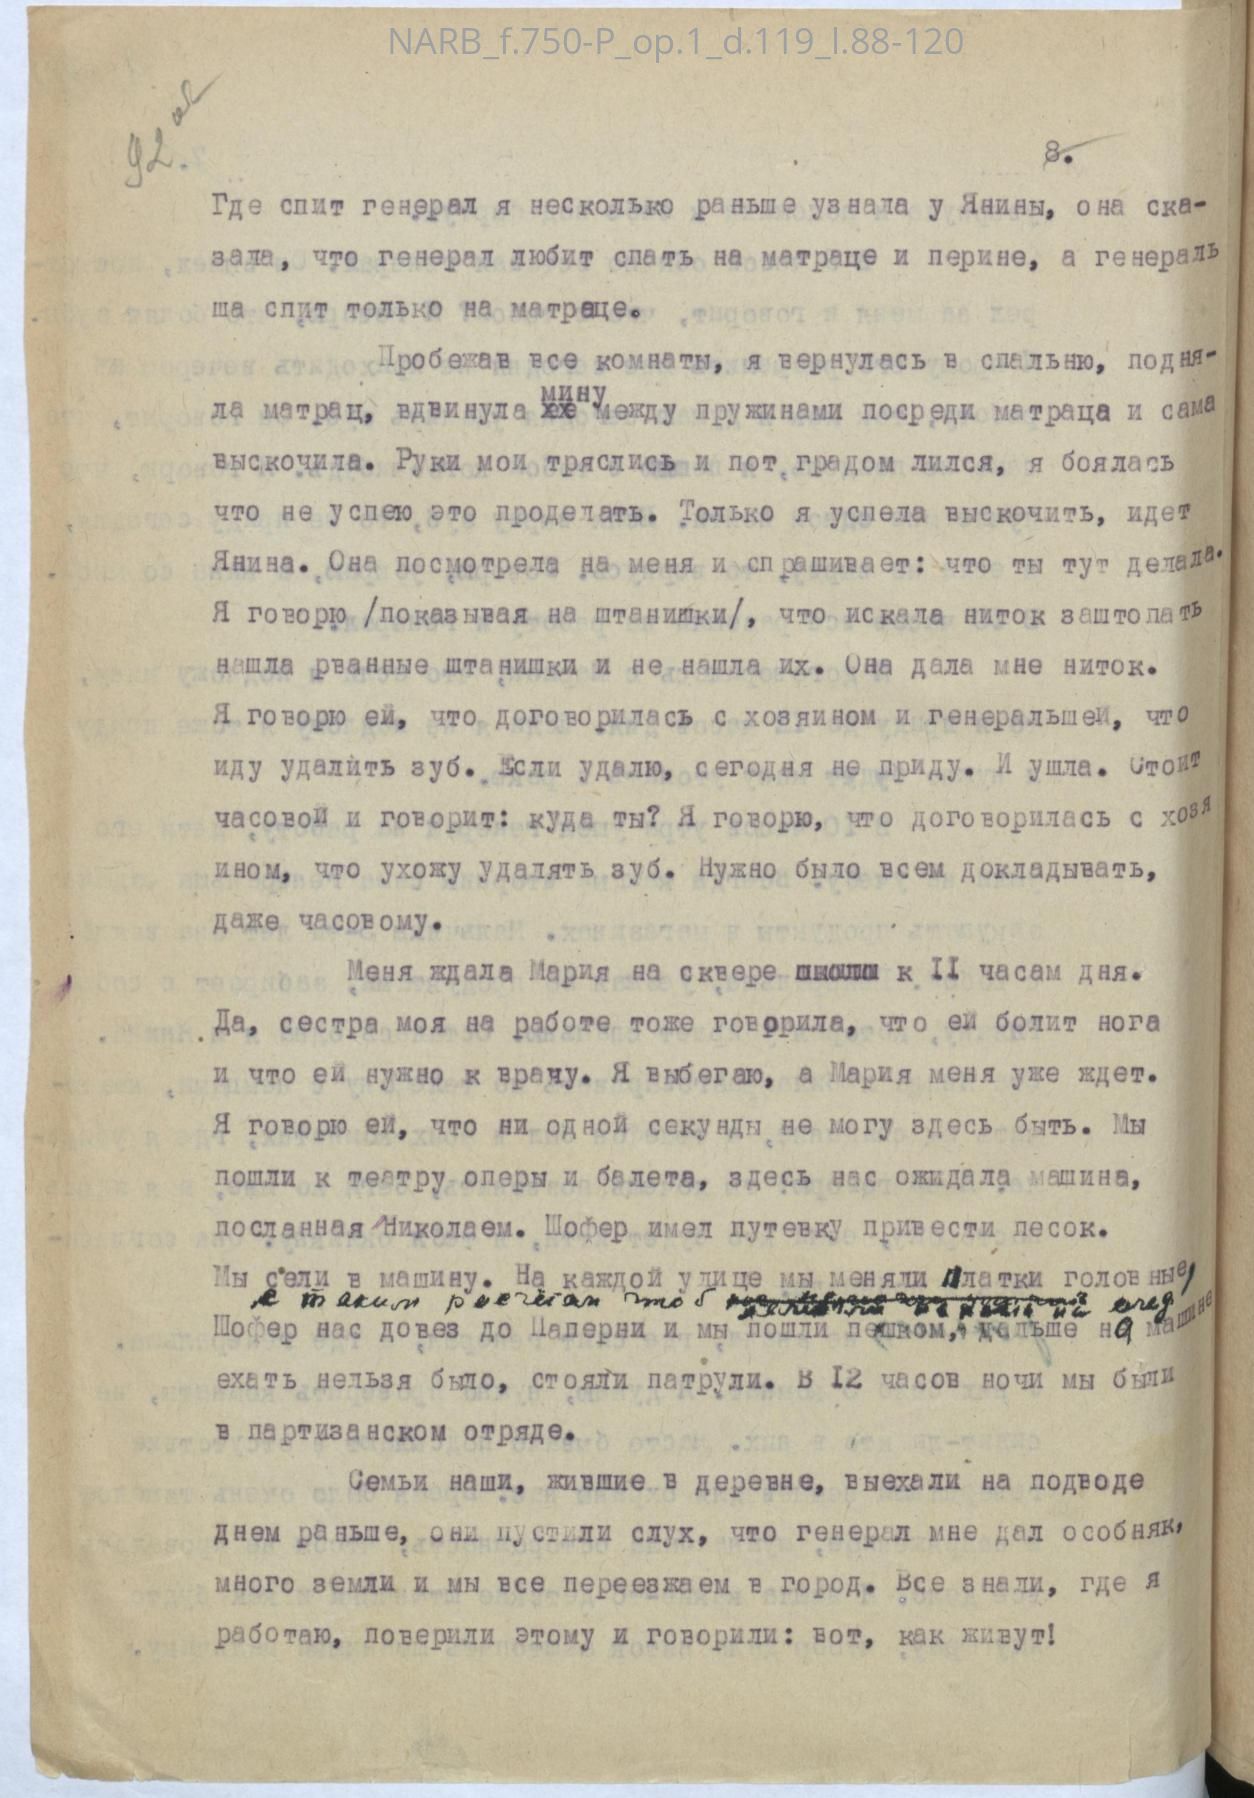 NARB_f.750-P_op.1_d.119_l.88-120
92 об
8.
Где спит генерал я несколько раньше узнала у Янины, она ска-
зала, что генерал любит спать на матраце и перине, а генераль
ша спит только на матраце.
Пробежав все комнаты, я вернулась в спальню, подня-
мину
ла матрац, вдвинула между пружинами посреди матраца и сама
выскочила. Руки мои тряслись и пот градом лился, я боялась
что не успею это проделать. Только я успела выскочить, идет
Янина. Она посмотрела на меня и спрашивает: что ты тут делала.
Я говорю /показывая на штанишки/, что искала ниток заштопать
нашла рванные штанишки и не нашла их. Она дала мне ниток.
Я говорю ей, что договорилась с хозяином и генеральшей, что
иду удалить зуб. Если удалю, сегодня не приду. И ушла. Стоит
часовой и говорит: куда ты? Я говорю, что договорилась с хозя
ином, что ухожу удалять зуб. Нужно было всем докладывать,
даже часовому.
Меня ждала Мария на сквере к II часам дня.
Да, сестра моя на работе тоже говорила, что ей болит нога
и что ей нужно к врачу. Я выбегаю, а Мария меня уже ждет.
Я говорю ей, что ни одной секунды не могу здесь быть. Мы
пошли к театру оперы и балета, здесь нас ожидала машина,
посланная Николаем. Шофер имел путевку привести песок.
Мы сели в машину. На каждой улице мы меняли платки головные,
с таким расчетом чтоб не след
Шофер нас довез до Паперни и мы пошли пешком, дальше на машине
ехать нельзя было, стояли патрули. В I2 часов ночи мы были
в партизанском отряде.
Семьи наши, жившие в деревне, выехали на подводе
днем раньше, они пустили слух, что генерал мне дал особняк,
много земли и мы все переезжаем в город. Все знали, где я
работаю, поверили этому и говорили: вот, как живут!